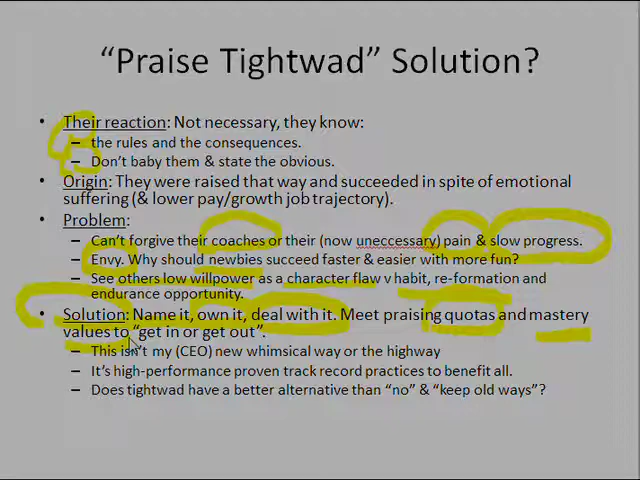 “Praise Tightwad” Solution?
• Their reaction: Not necessary, they know:
– the rules and the consequences.
– Don’t baby them & state the obvious.
• Origin: They were raised that way and succeeded in spite of emotional
suffering (& lower pay/growth job trajectory).
• Problem:
– Can’t forgive their coaches or their (now uneccessary) pain & slow progress.
– Envy. Why should newbies succeed faster & easier with more fun?
– See others low willpower as a character flaw v habit, re-formation and
endurance opportunity.
• Solution: Name it, own it, deal with it. Meet praising quotas and mastery
values to “get in or get out”.
– This isn’t my (CEO) new whimsical way or the highway
– It’s high-performance proven track record practices to benefit all.
– Does tightwad have a better alternative than “no” & “keep old ways”?